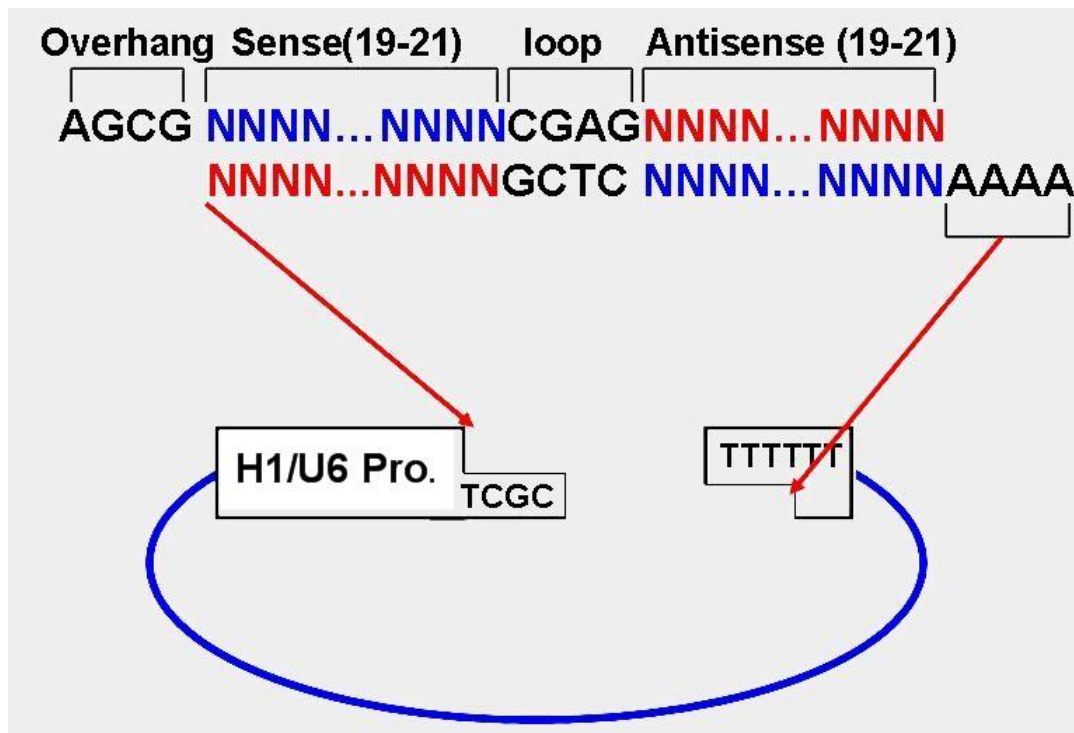 Overhang Sense(19-21) loop Antisense (19-21)
AGCG NNNN...NNNNCGAGNNNN...NNNN
NNNN...NNNNGCTC NNNN...NNNNAAAA
TTTTTT
H1/U6 Pro.
TCGC